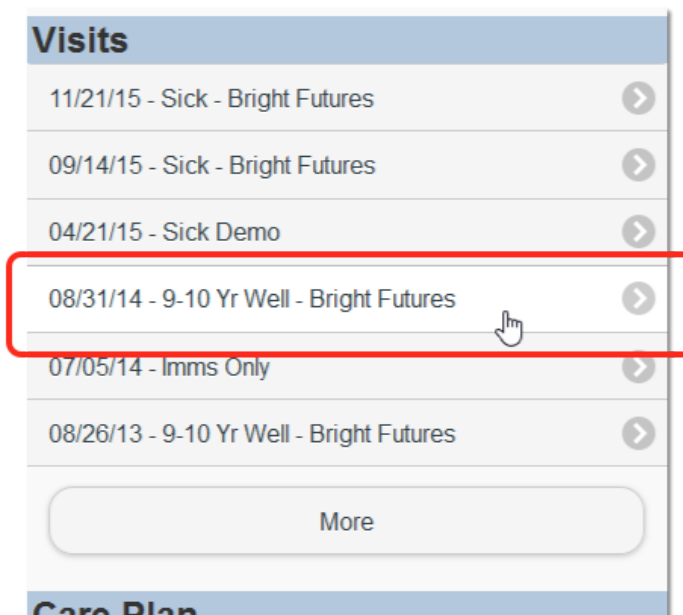 Visits
11/21/15 - Sick - Bright Futures
09/14/15 - Sick - Bright Futures
04/21/15 - Sick Demo
08/31/14 - 9-10 Yr Well - Bright Futures
07/05/14 - Imms Only
08/26/13 - 9-10 Yr Well - Bright Futures
More
Care Plan